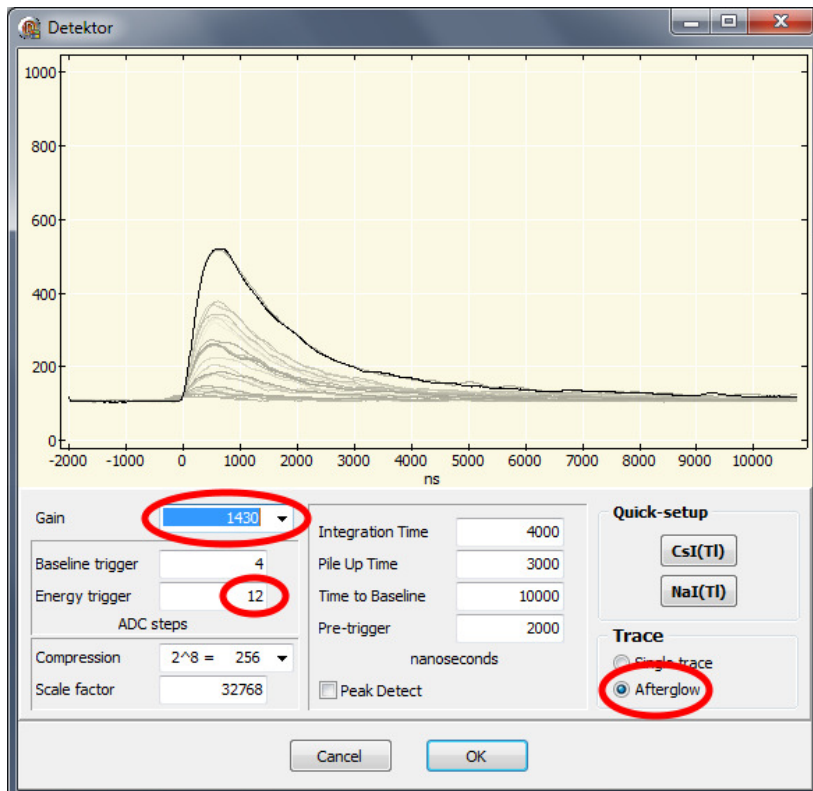 Detektor
1000
800
600
400
200
0
-2000 -1000 0 1000 2000 3000 4000 5000 6000 7000 8000 9000 10000
ns
Gain 1430
Baseline trigger 4
Energy trigger 12
ADC steps
Compression 2^8 = 256
Scale factor 32768
Integration Time 4000
Pile Up Time 3000
Time to Baseline 10000
Pre-trigger 2000
nanoseconds
Peak Detect
Quick-setup
CsI(Tl)
NaI(Tl)
Trace
Single trace
Afterglow
Cancel OK